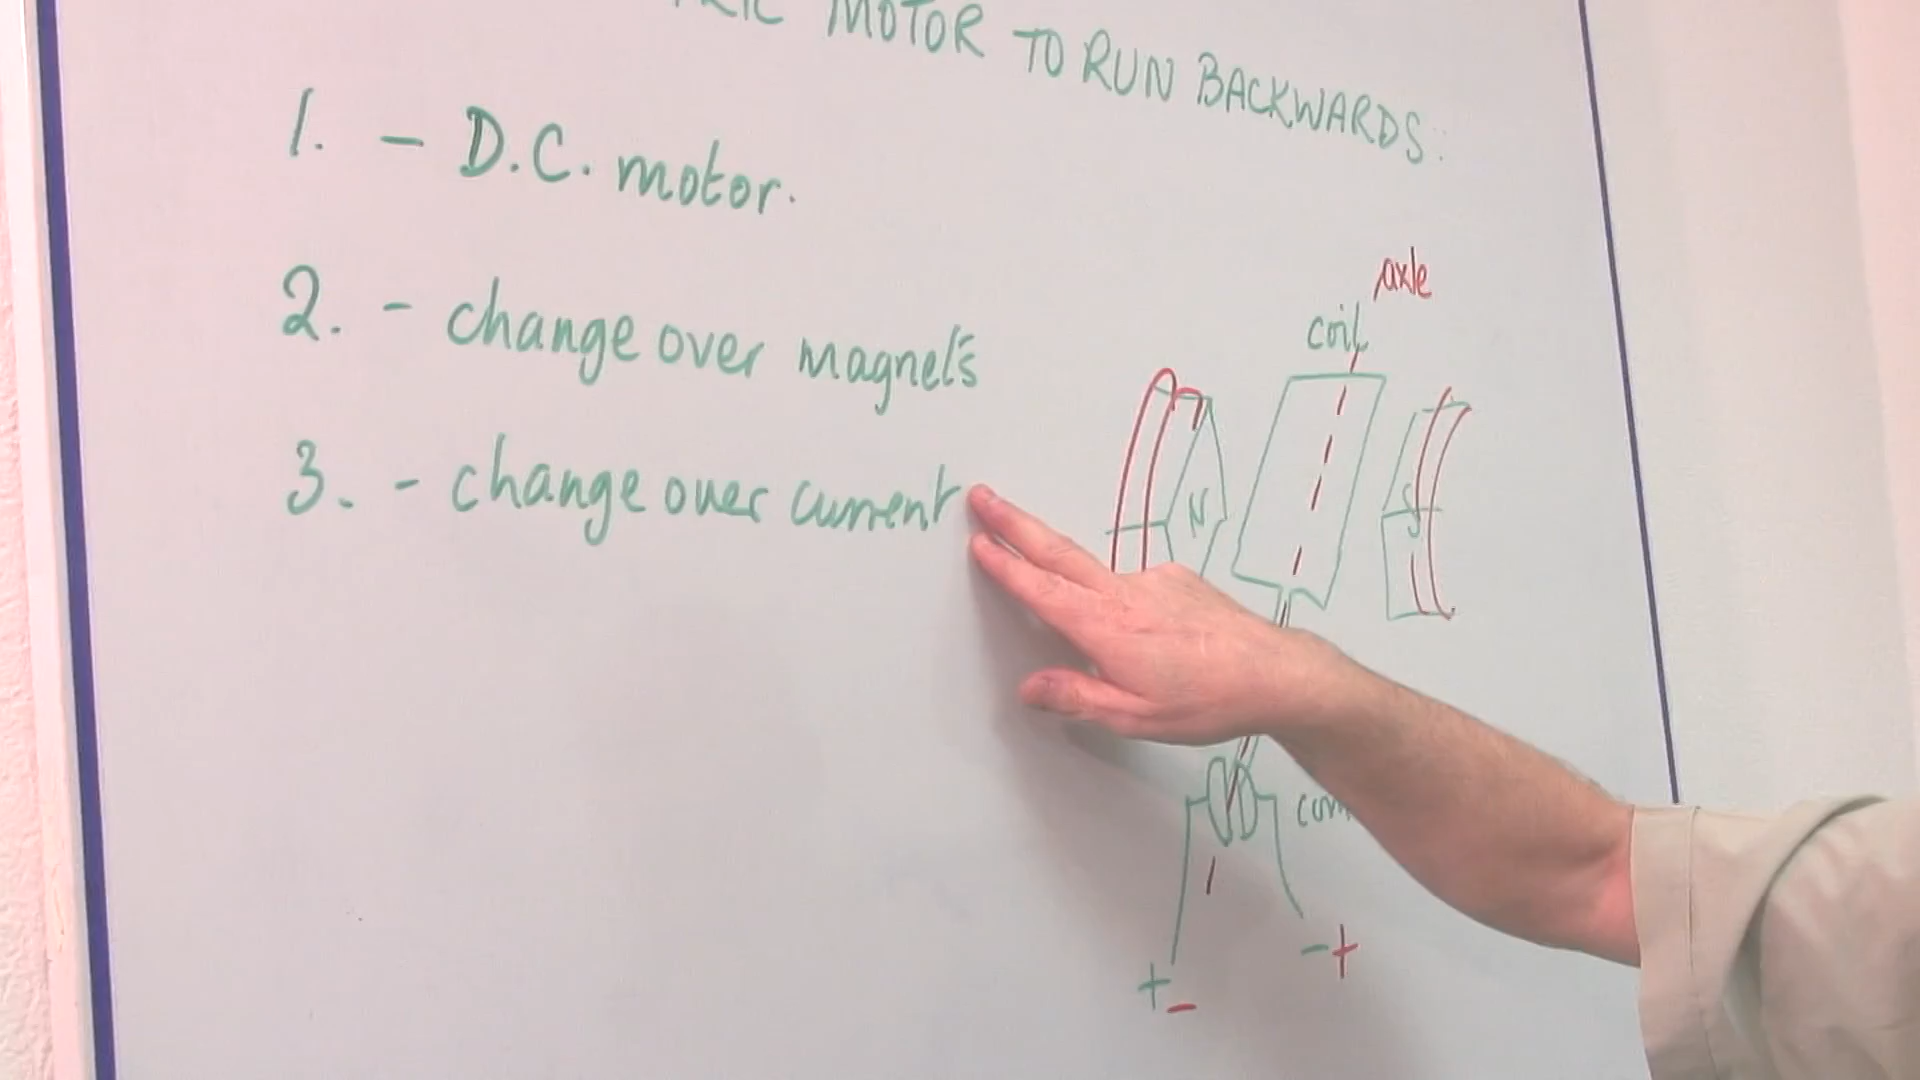 MOTOR TO RUN BACKWARDS:
1. - D.C. motor.
2. - change over magnets
3. - change over current
axle
coil
N
S
+ -
- +